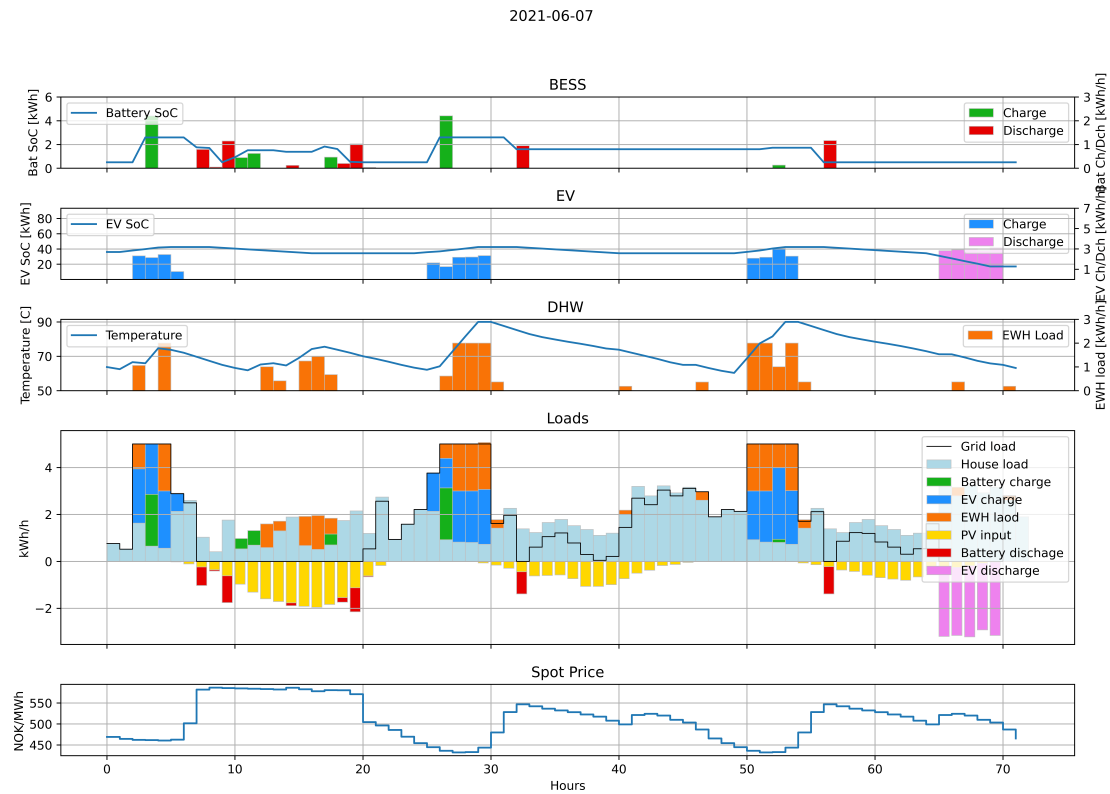 2021-06-07
BESS
Bat SoC [kWh]
6
4
2
0
Battery SoC
Charge
Discharge
3
2
1
0
Bat Ch/Dch [kWh/h]
EV
EV SoC [kWh]
80
60
40
20
EV SoC
Charge
Discharge
7
5
3
1
EV Ch/Dch [kWh/h]
DHW
Temperature [C]
90
70
50
Temperature
EWH Load
3
2
1
0
EWH load [kWh/h]
Loads
kWh/h
4
2
0
−2
Grid load
House load
Battery charge
EV charge
EWH laod
PV input
Battery dischage
EV discharge
Spot Price
NOK/MWh
550
500
450
0 10 20 30 40 50 60 70
Hours